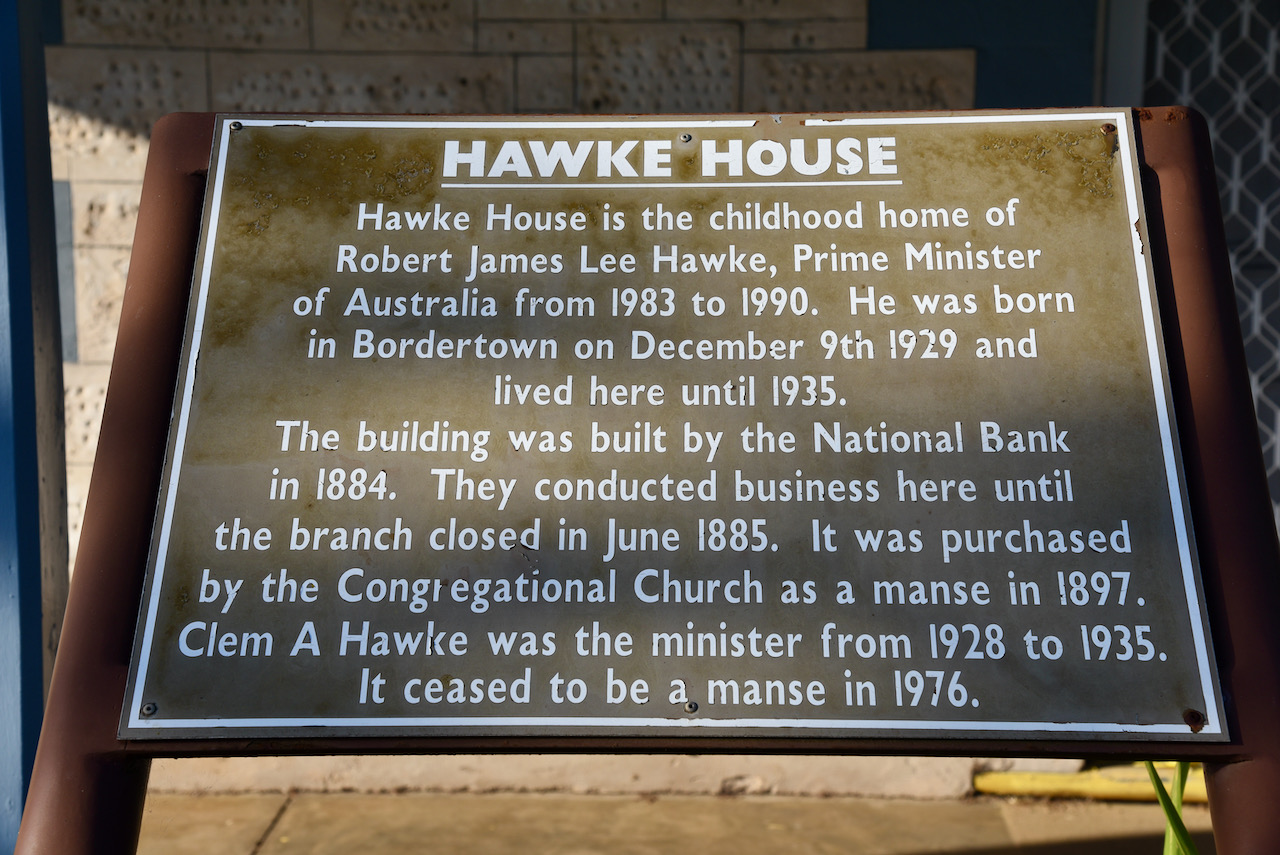 HAWKE HOUSE
Hawke House is the childhood home of
Robert James Lee Hawke, Prime Minister
of Australia from 1983 to 1990. He was born
in Bordertown on December 9th 1929 and
lived here until 1935.
The building was built by the National Bank
in 1884. They conducted business here until
the branch closed in June 1885. It was purchased
by the Congregational Church as a manse in 1897.
Clem A Hawke was the minister from 1928 to 1935.
It ceased to be a manse in 1976.